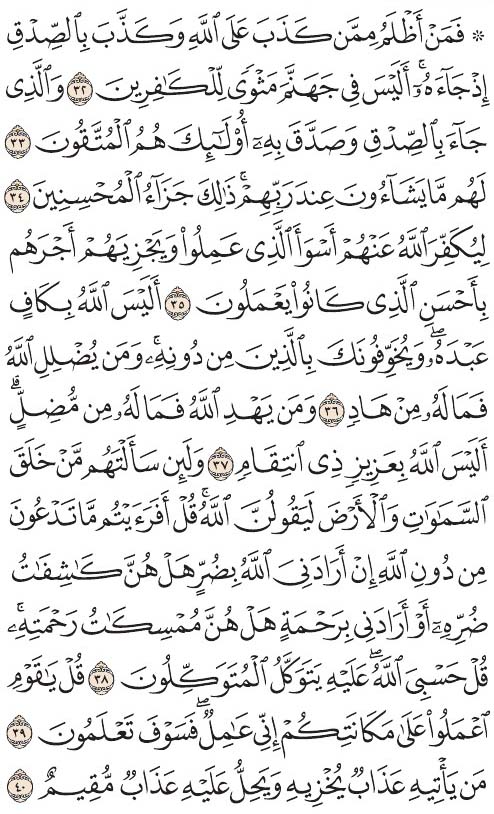 ۞ فَمَنْ أَظْلَمُ مِمَّن كَذَبَ عَلَى ٱللَّهِ وَكَذَّبَ بِٱلصِّدْقِ
إِذْ جَآءَهُۥٓۚ أَلَيْسَ فِى جَهَنَّمَ مَثْوًى لِّلْكَـٰفِرِينَ ٣٢ وَٱلَّذِى
جَآءَ بِٱلصِّدْقِ وَصَدَّقَ بِهِۦٓ أُو۟لَـٰٓئِكَ هُمُ ٱلْمُتَّقُونَ ٣٣
لَهُم مَّا يَشَآءُونَ عِندَ رَبِّهِمْۚ ذَٰلِكَ جَزَآءُ ٱلْمُحْسِنِينَ ٣٤
لِيُكَفِّرَ ٱللَّهُ عَنْهُمْ أَسْوَأَ ٱلَّذِى عَمِلُوا۟ وَيَجْزِيَهُمْ أَجْرَهُم
بِأَحْسَنِ ٱلَّذِى كَانُوا۟ يَعْمَلُونَ ٣٥ أَلَيْسَ ٱللَّهُ بِكَافٍ
عَبْدَهُۥۖ وَيُخَوِّفُونَكَ بِٱلَّذِينَ مِن دُونِهِۦۚ وَمَن يُضْلِلِ ٱللَّهُ
فَمَا لَهُۥ مِنْ هَادٍ ٣٦ وَمَن يَهْدِ ٱللَّهُ فَمَا لَهُۥ مِن مُّضِلٍّۗ
أَلَيْسَ ٱللَّهُ بِعَزِيزٍ ذِى ٱنتِقَامٍ ٣٧ وَلَئِن سَأَلْتَهُم مَّنْ خَلَقَ
ٱلسَّمَـٰوَٰتِ وَٱلْأَرْضَ لَيَقُولُنَّ ٱللَّهُۚ قُلْ أَفَرَءَيْتُم مَّا تَدْعُونَ
مِن دُونِ ٱللَّهِ إِنْ أَرَادَنِىَ ٱللَّهُ بِضُرٍّ هَلْ هُنَّ كَـٰشِفَـٰتُ
ضُرِّهِۦٓ أَوْ أَرَادَنِى بِرَحْمَةٍ هَلْ هُنَّ مُمْسِكَـٰتُ رَحْمَتِهِۦۚ
قُلْ حَسْبِىَ ٱللَّهُۖ عَلَيْهِ يَتَوَكَّلُ ٱلْمُتَوَكِّلُونَ ٣٨ قُلْ يَـٰقَوْمِ
ٱعْمَلُوا۟ عَلَىٰ مَكَانَتِكُمْ إِنِّى عَـٰمِلٌۖ فَسَوْفَ تَعْلَمُونَ ٣٩
مَن يَأْتِيهِ عَذَابٌ يُخْزِيهِ وَيَحِلُّ عَلَيْهِ عَذَابٌ مُّقِيمٌ ٤٠